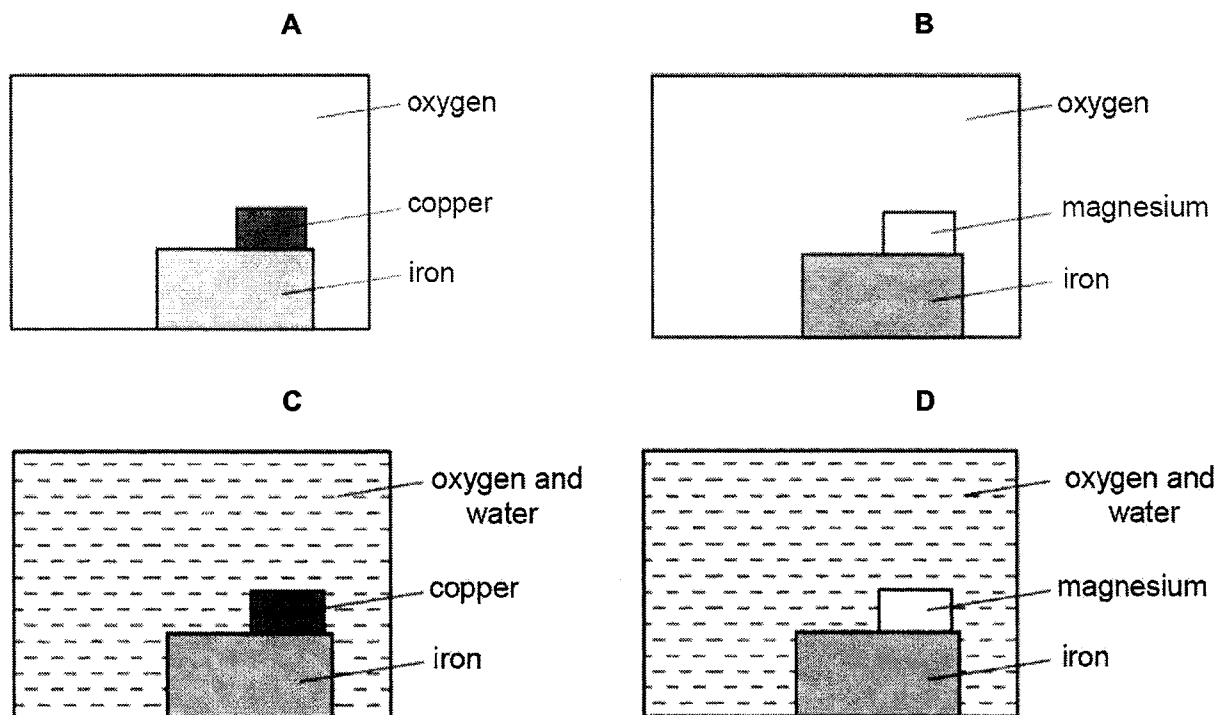 A
oxygen
copper
iron
B
oxygen
magnesium
iron
C
oxygen and
water
copper
iron
D
oxygen and
water
magnesium
iron